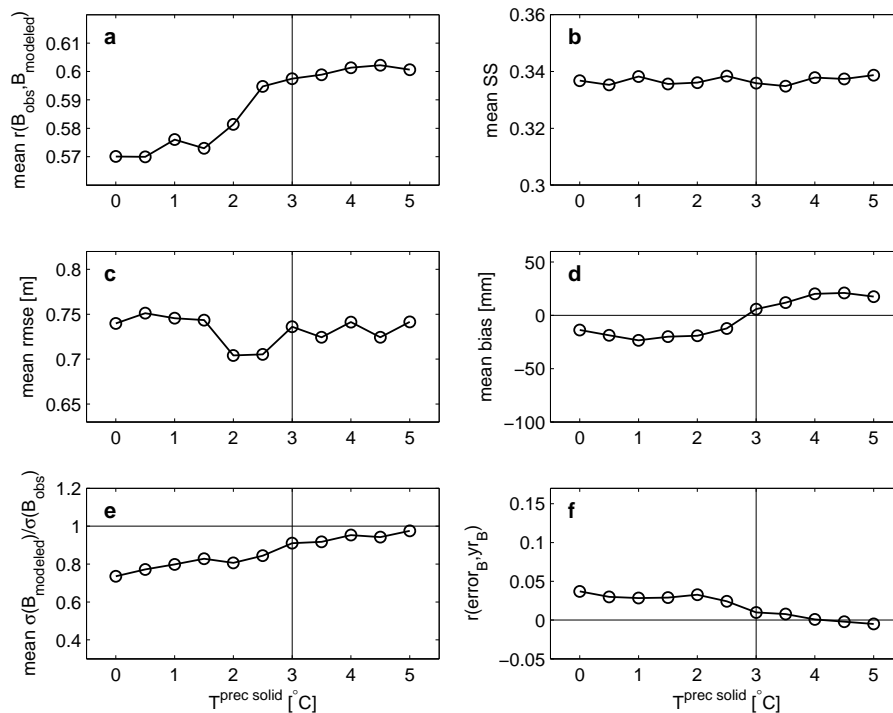 a
mean r(B_obs,B_modeled)
0.61
0.6
0.59
0.58
0.57
0 1 2 3 4 5
b
mean SS
0.36
0.34
0.32
0.3
0 1 2 3 4 5
c
mean rmse [m]
0.8
0.75
0.7
0.65
0 1 2 3 4 5
d
mean bias [mm]
50
0
−50
−100
0 1 2 3 4 5
e
mean σ(B_modeled)/σ(B_obs)
1.2
1
0.8
0.6
0.4
0 1 2 3 4 5
T^prec solid [°C]
f
r(error_B,yr_B)
0.15
0.1
0.05
0
−0.05
0 1 2 3 4 5
T^prec solid [°C]